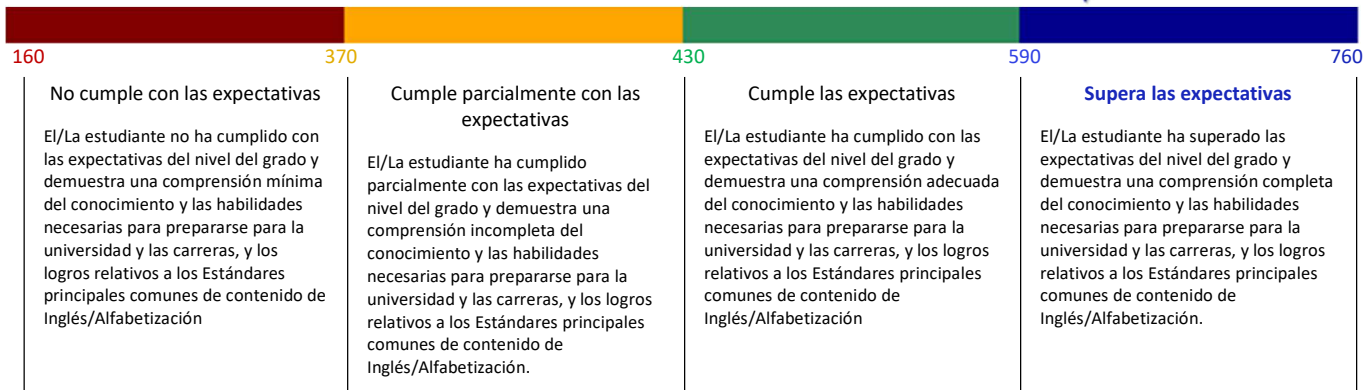 160 370 430 590 760
No cumple con las expectativas
El/La estudiante no ha cumplido con
las expectativas del nivel del grado y
demuestra una comprensión mínima
del conocimiento y las habilidades
necesarias para prepararse para la
universidad y las carreras, y los
logros relativos a los Estándares
principales comunes de contenido de
Inglés/Alfabetización
Cumple parcialmente con las
expectativas
El/La estudiante ha cumplido
parcialmente con las expectativas del
nivel del grado y demuestra una
comprensión incompleta del
conocimiento y las habilidades
necesarias para prepararse para la
universidad y las carreras, y los logros
relativos a los Estándares principales
comunes de contenido de
Inglés/Alfabetización.
Cumple las expectativas
El/La estudiante ha cumplido con las
expectativas del nivel del grado y
demuestra una comprensión adecuada
del conocimiento y las habilidades
necesarias para prepararse para la
universidad y las carreras, y los logros
relativos a los Estándares principales
comunes de contenido de
Inglés/Alfabetización
Supera las expectativas
El/La estudiante ha superado las
expectativas del nivel del grado y
demuestra una comprensión completa
del conocimiento y las habilidades
necesarias para prepararse para la
universidad y las carreras, y los logros
relativos a los Estándares principales
comunes de contenido de
Inglés/Alfabetización.